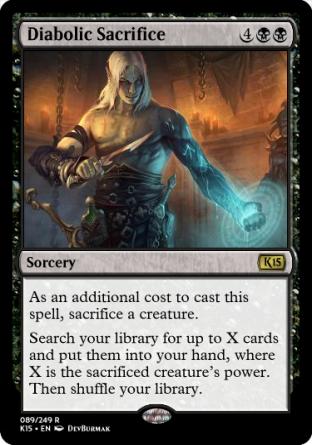 Diabolic Sacrifice 4
K15
Sorcery
As an additional cost to cast this
spell, sacrifice a creature.
Search your library for up to X cards
and put them into your hand, where
X is the sacrificed creature's power.
Then shuffle your library.
089/249 R
K15 • EN DevBurmak